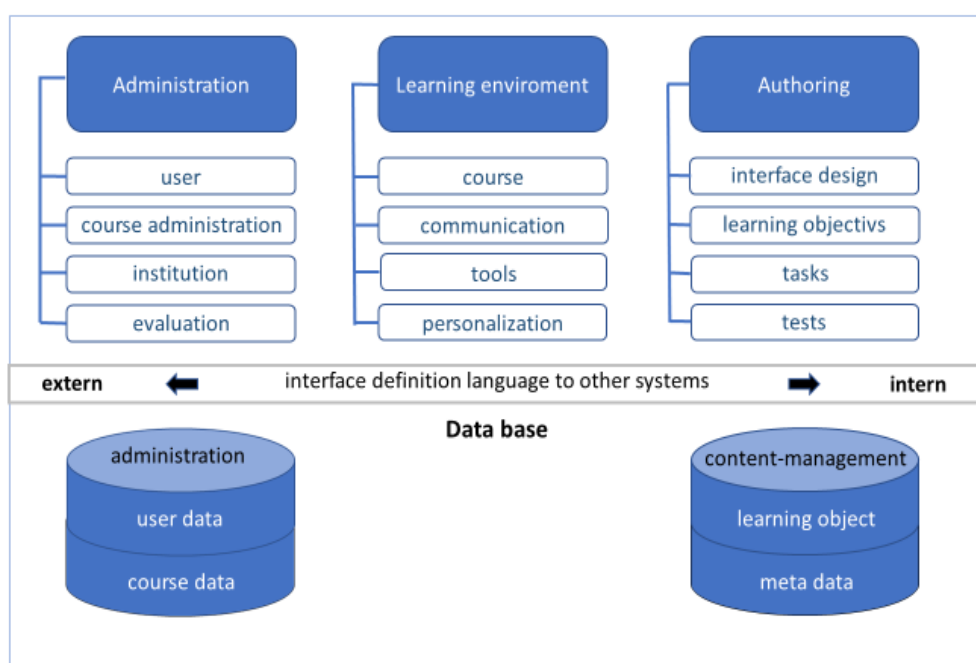 Administration
user
course administration
institution
evaluation
Learning enviroment
course
communication
tools
personalization
Authoring
interface design
learning objectivs
tasks
tests
extern
interface definition language to other systems
intern
Data base
administration
user data
course data
content-management
learning object
meta data